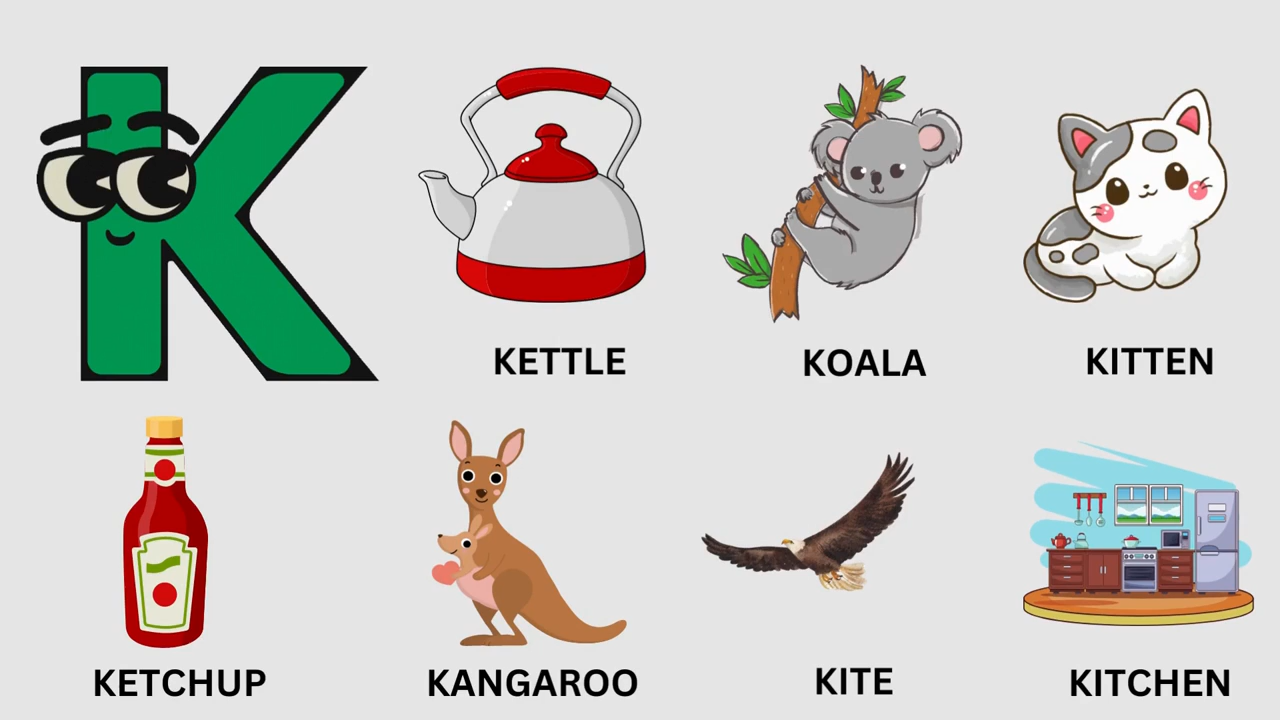 K
KETTLE
KOALA
KITTEN
KETCHUP
KANGAROO
KITE
KITCHEN